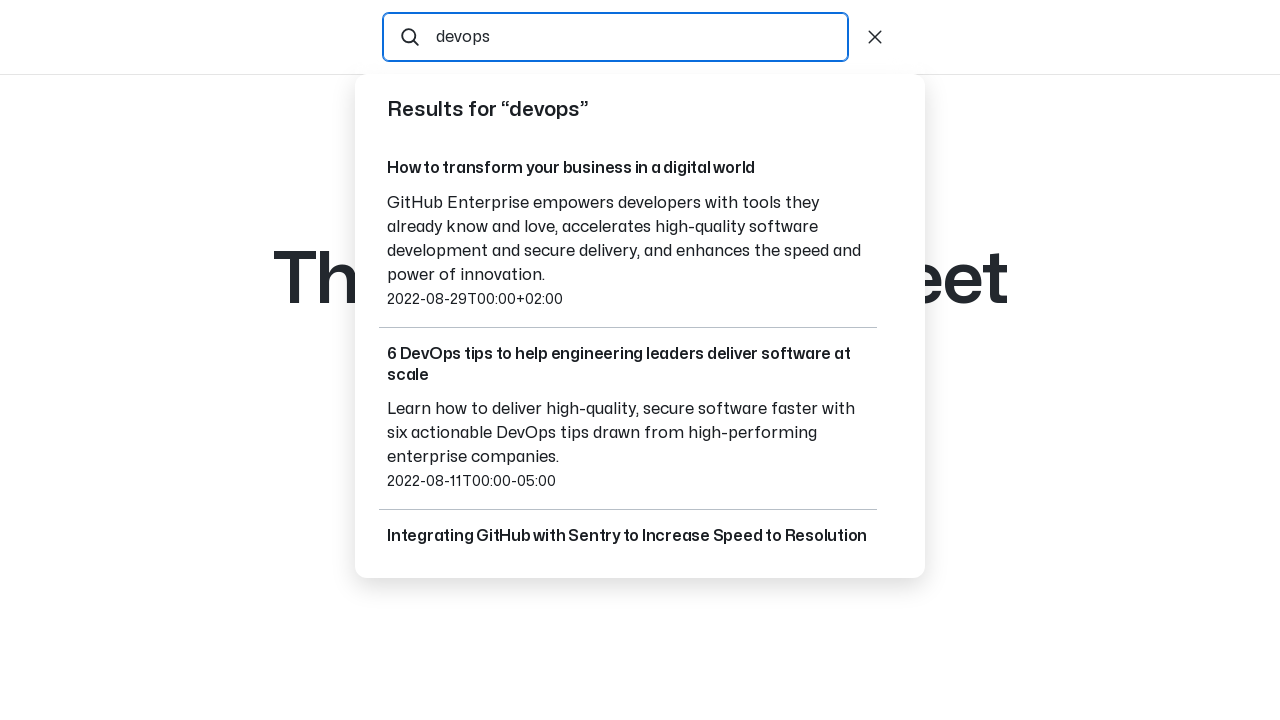 devops
Results for “devops”
How to transform your business in a digital world
GitHub Enterprise empowers developers with tools they
already know and love, accelerates high-quality software
development and secure delivery, and enhances the speed and
power of innovation.
2022-08-29T00:00+02:00
6 DevOps tips to help engineering leaders deliver software at
scale
Learn how to deliver high-quality, secure software faster with
six actionable DevOps tips drawn from high-performing
enterprise companies.
2022-08-11T00:00-05:00
Integrating GitHub with Sentry to Increase Speed to Resolution